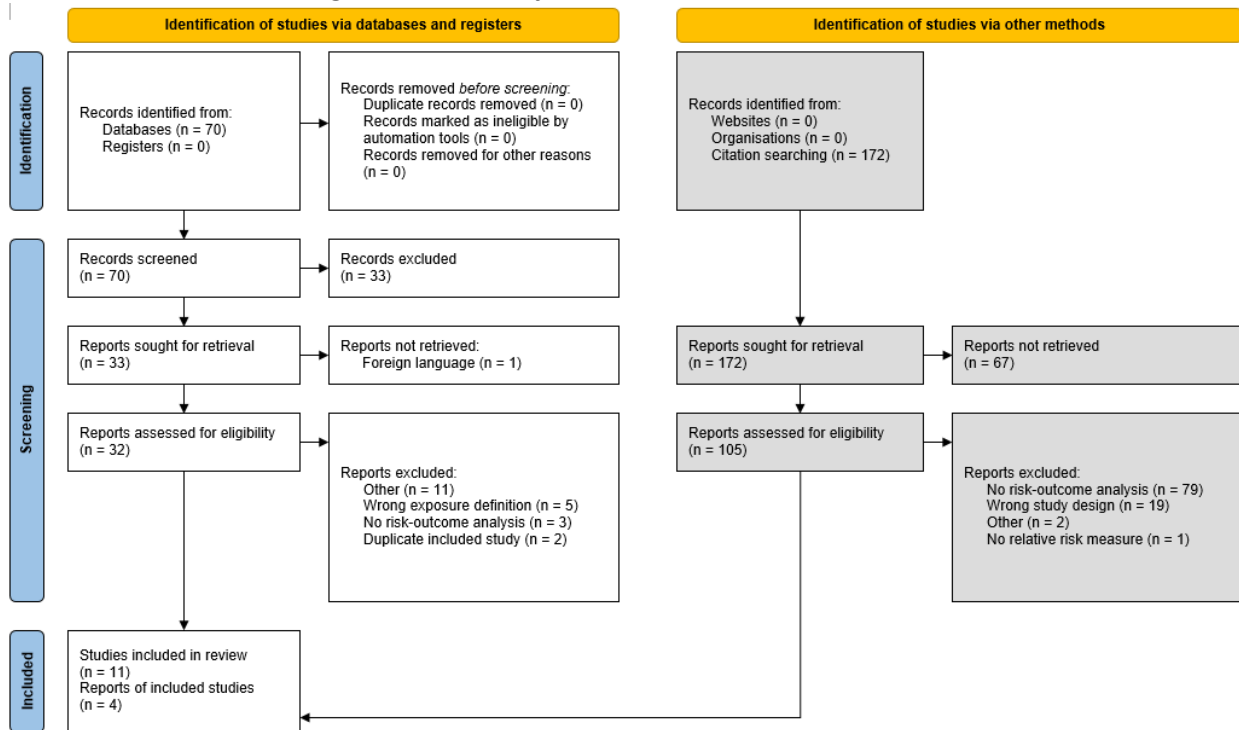 Identification of studies via databases and registers
Identification of studies via other methods
Identification
Records identified from:
Databases (n = 70)
Registers (n = 0)
Records removed before screening:
Duplicate records removed (n = 0)
Records marked as ineligible by
automation tools (n = 0)
Records removed for other reasons
(n = 0)
Records identified from:
Websites (n = 0)
Organisations (n = 0)
Citation searching (n = 172)
Screening
Records screened
(n = 70)
Records excluded
(n = 33)
Reports sought for retrieval
(n = 33)
Reports not retrieved:
Foreign language (n = 1)
Reports sought for retrieval
(n = 172)
Reports not retrieved
(n = 67)
Reports assessed for eligibility
(n = 32)
Reports excluded:
Other (n = 11)
Wrong exposure definition (n = 5)
No risk-outcome analysis (n = 3)
Duplicate included study (n = 2)
Reports assessed for eligibility
(n = 105)
Reports excluded:
No risk-outcome analysis (n = 79)
Wrong study design (n = 19)
Other (n = 2)
No relative risk measure (n = 1)
Included
Studies included in review
(n = 11)
Reports of included studies
(n = 4)